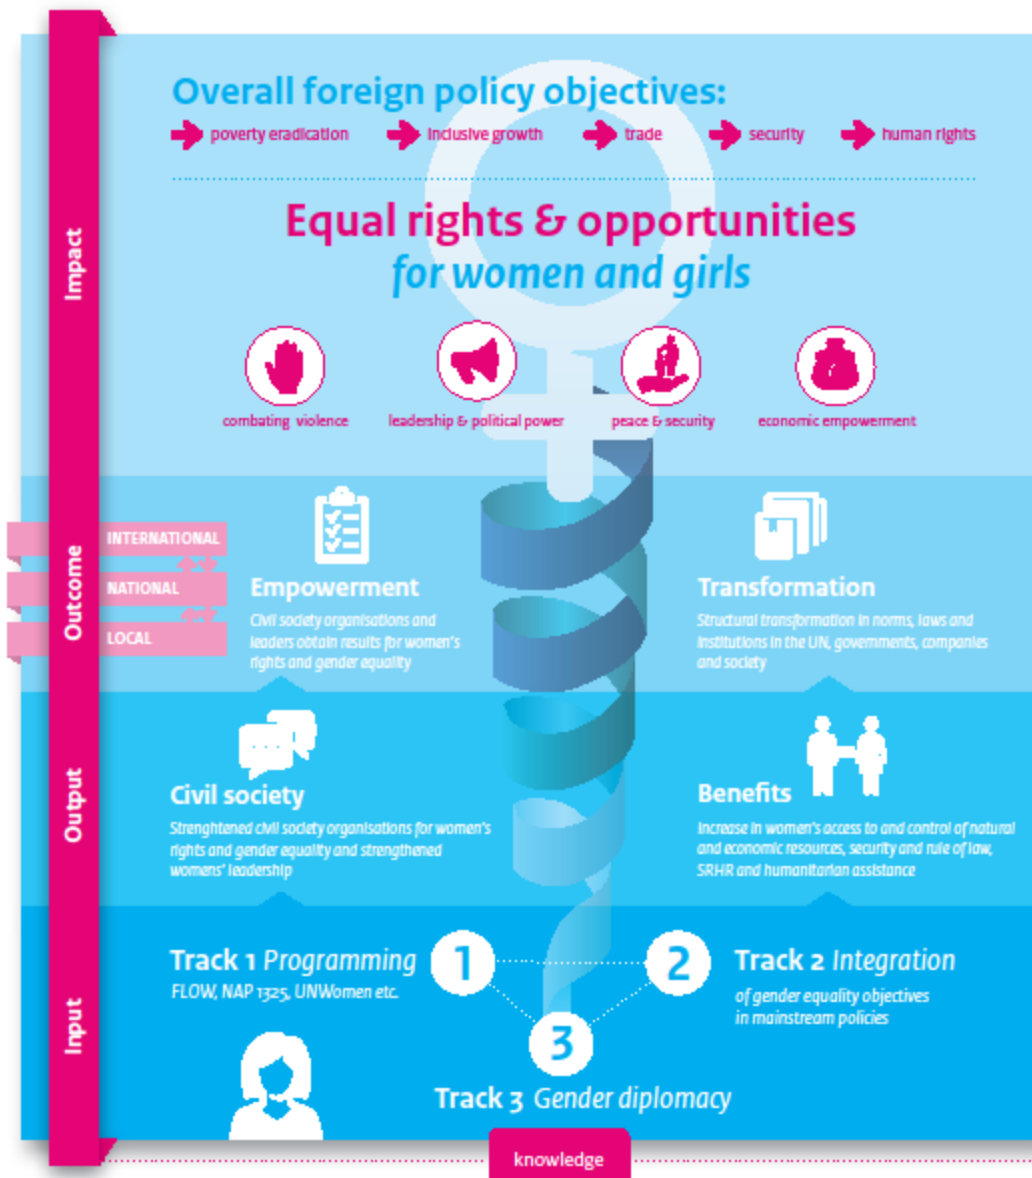 Overall foreign policy objectives:
poverty eradication
inclusive growth
trade
security
human rights
Equal rights & opportunities
for women and girls
combating violence
leadership & political power
peace & security
economic empowerment
Impact
INTERNATIONAL
NATIONAL
LOCAL
Outcome
Empowerment
Civil society organisations and
leaders obtain results for women's
rights and gender equality
Transformation
Structural transformation in norms, laws and
institutions in the UN, governments, companies
and society
Output
Civil society
Strenghtened civil society organisations for women's
rights and gender equality and strengthened
womens' leadership
Benefits
Increase in women's access to and control of natural
and economic resources, security and rule of law,
SRHR and humanitarian assistance
Input
Track 1 Programming
FLOW, NAP 1325, UNWomen etc.
1
2
3
Track 2 Integration
of gender equality objectives
in mainstream policies
Track 3 Gender diplomacy
knowledge